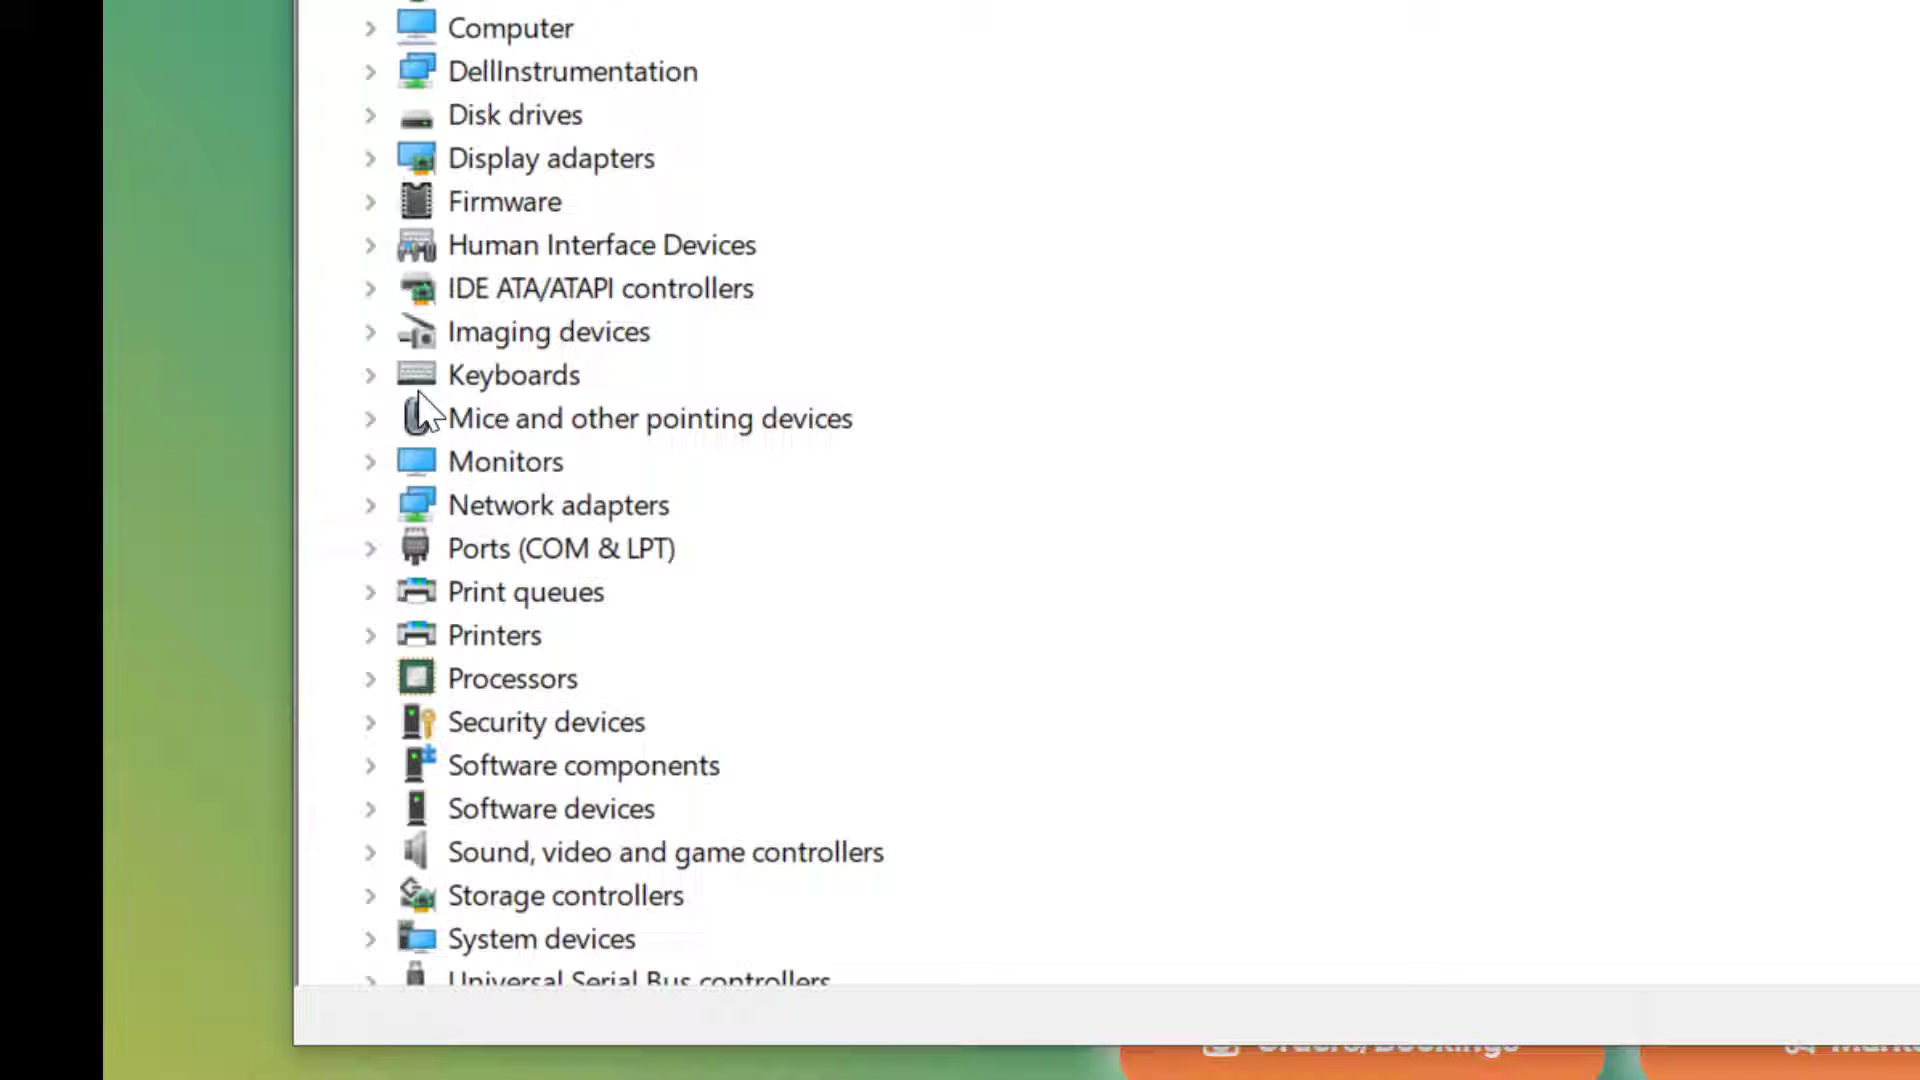 Computer
DellInstrumentation
Disk drives
Display adapters
Firmware
Human Interface Devices
IDE ATA/ATAPI controllers
Imaging devices
Keyboards
Mice and other pointing devices
Monitors
Network adapters
Ports (COM & LPT)
Print queues
Printers
Processors
Security devices
Software components
Software devices
Sound, video and game controllers
Storage controllers
System devices
Universal Serial Bus controllers
Orders/Bookings